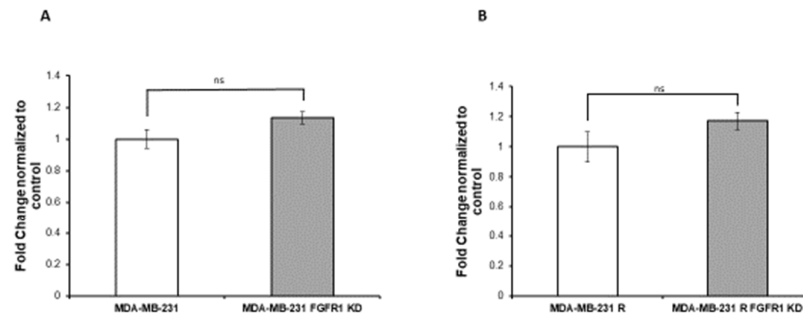 A
Fold Change normalized to
control
1.4
1.2
1
0.8
0.6
0.4
0.2
0
ns
MDA-MB-231
MDA-MB-231 FGFR1 KD
B
Fold Change normalized to
control
1.4
1.2
1
0.8
0.6
0.4
0.2
0
ns
MDA-MB-231 R
MDA-MB-231 R FGFR1 KD